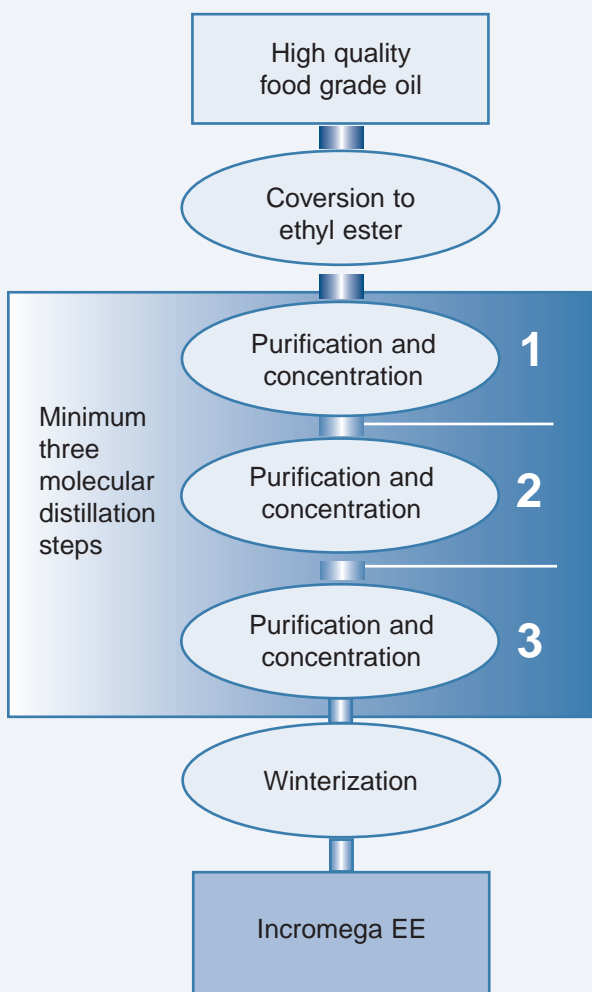 High quality
food grade oil
Coversion to
ethyl ester
Minimum
three
molecular
distillation
steps
Purification and
concentration
1
Purification and
concentration
2
Purification and
concentration
3
Winterization
Incromega EE